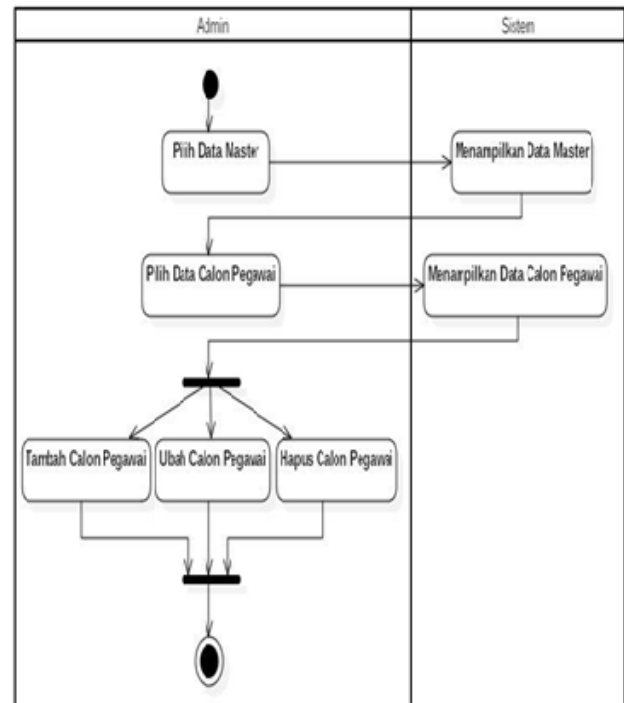 Admin
Sistem
Pilih Data Master
Menampilkan Data Master
Pilih Data Calon Pegawai
Menampilkan Data Calon Pegawai
Tambah Calon Pegawai
Ubah Calon Pegawai
Hapus Calon Pegawai